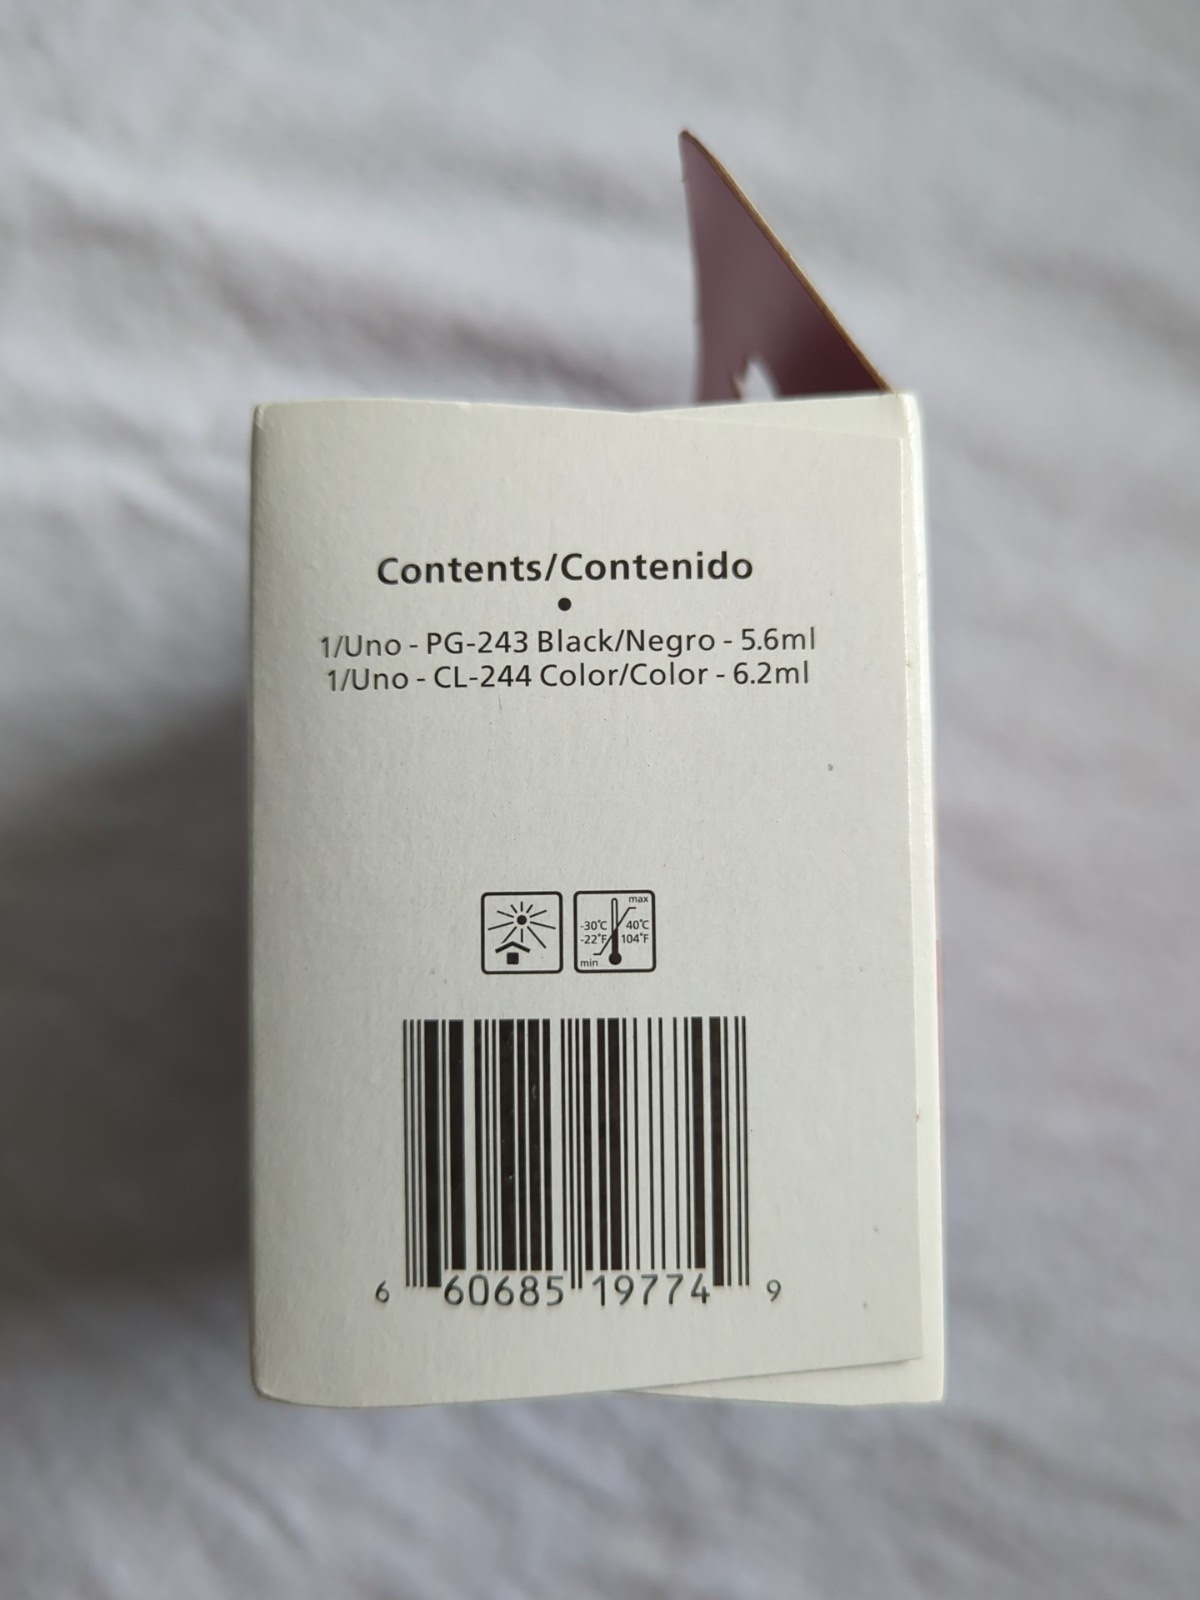 Contents/Contenido
•
1/Uno - PG-243 Black/Negro - 5.6ml
1/Uno - CL-244 Color/Color - 6.2ml
max
-30°C 40°C
-22°F 104°F
min
6 60685 19774 9